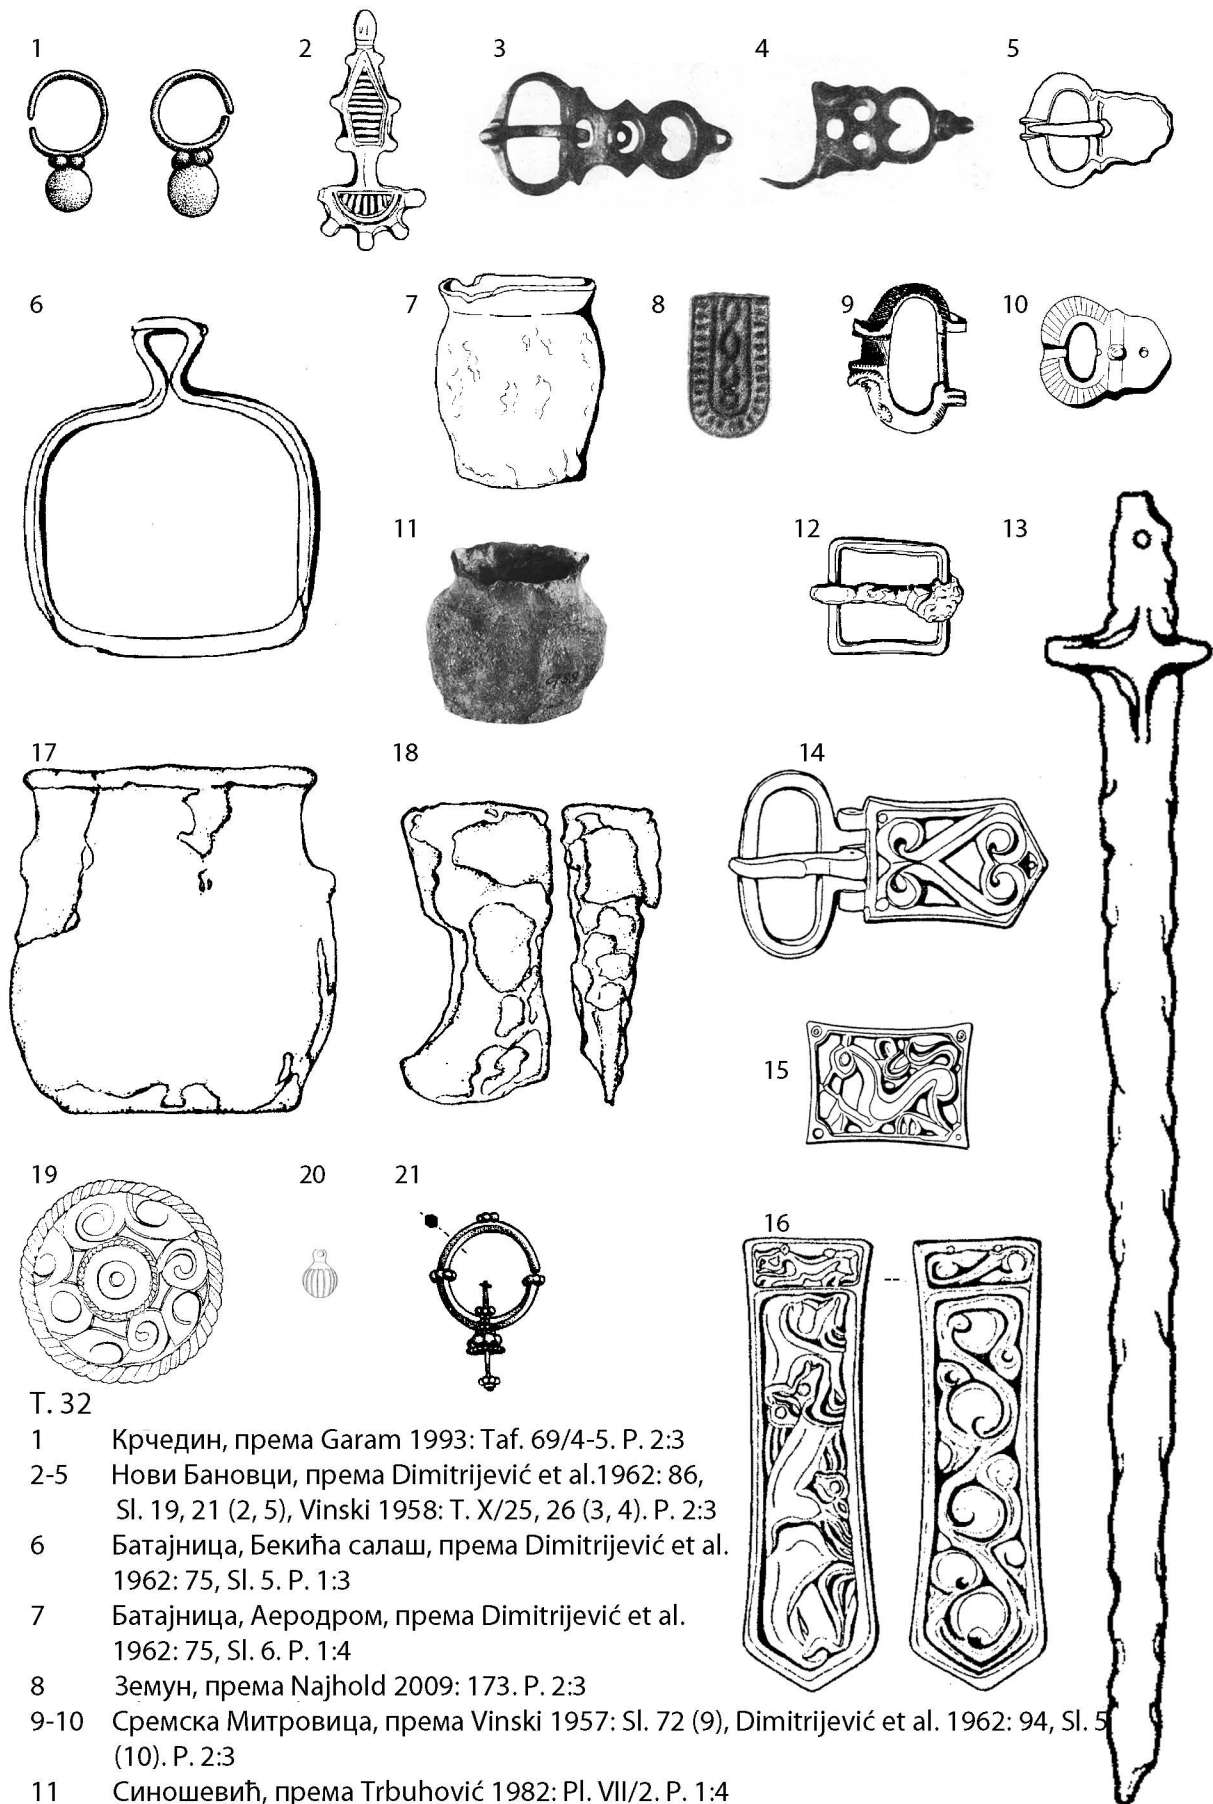 1
2
3
4
5
6
7
8
9
10
11
12
13
17
18
14
15
19
20
21
16
Т. 32
1 Крчедин, према Garam 1993: Taf. 69/4-5. Р. 2:3
2-5 Нови Бановци, према Dimitrijević et al.1962: 86,
Sl. 19, 21 (2, 5), Vinski 1958: T. X/25, 26 (3, 4). Р. 2:3
6 Батајница, Бекића салаш, према Dimitrijević et al.
1962: 75, Sl. 5. P. 1:3
7 Батајница, Аеродром, према Dimitrijević et al.
1962: 75, Sl. 6. P. 1:4
8 Земун, према Najhold 2009: 173. Р. 2:3
9-10 Сремска Митровица, према Vinski 1957: Sl. 72 (9), Dimitrijević et al. 1962: 94, Sl. 5
(10). Р. 2:3
11 Синошевић, према Trbuhović 1982: Pl. VII/2. P. 1:4